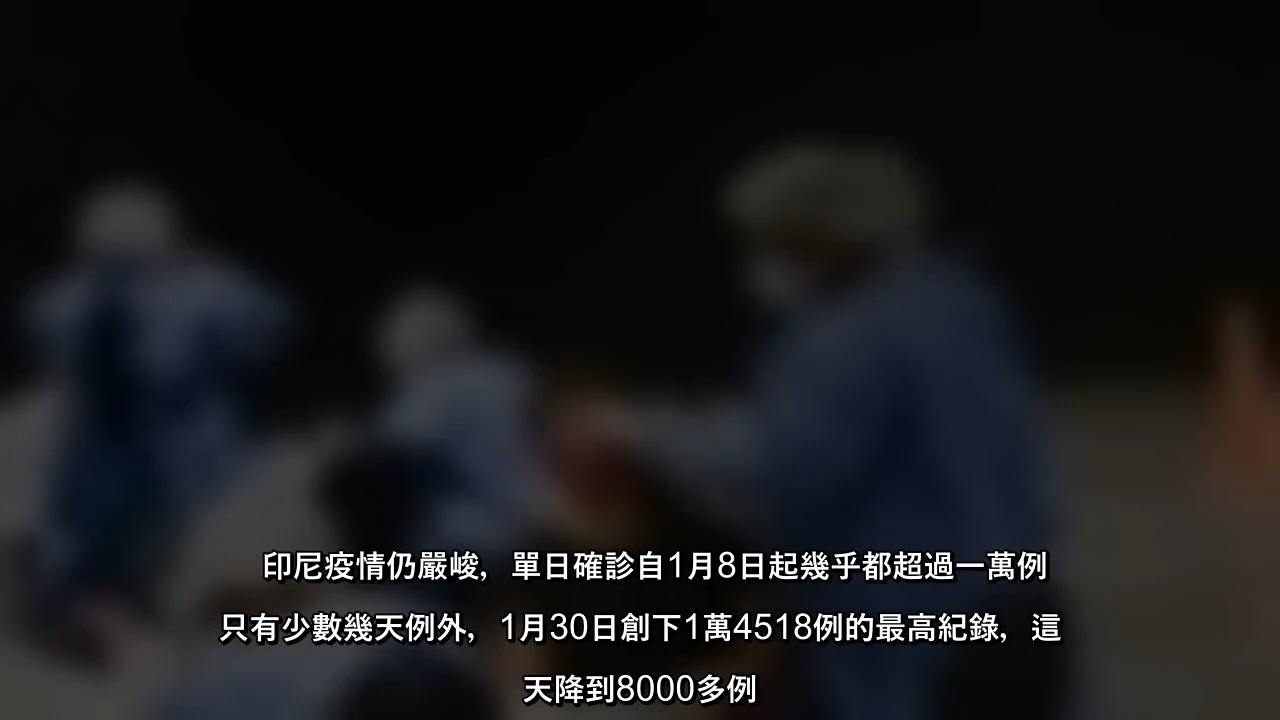 印尼疫情仍嚴峻，單日確診自1月8日起幾乎都超過一萬例
只有少數幾天例外，1月30日創下1萬4518例的最高紀錄，這
天降到8000多例